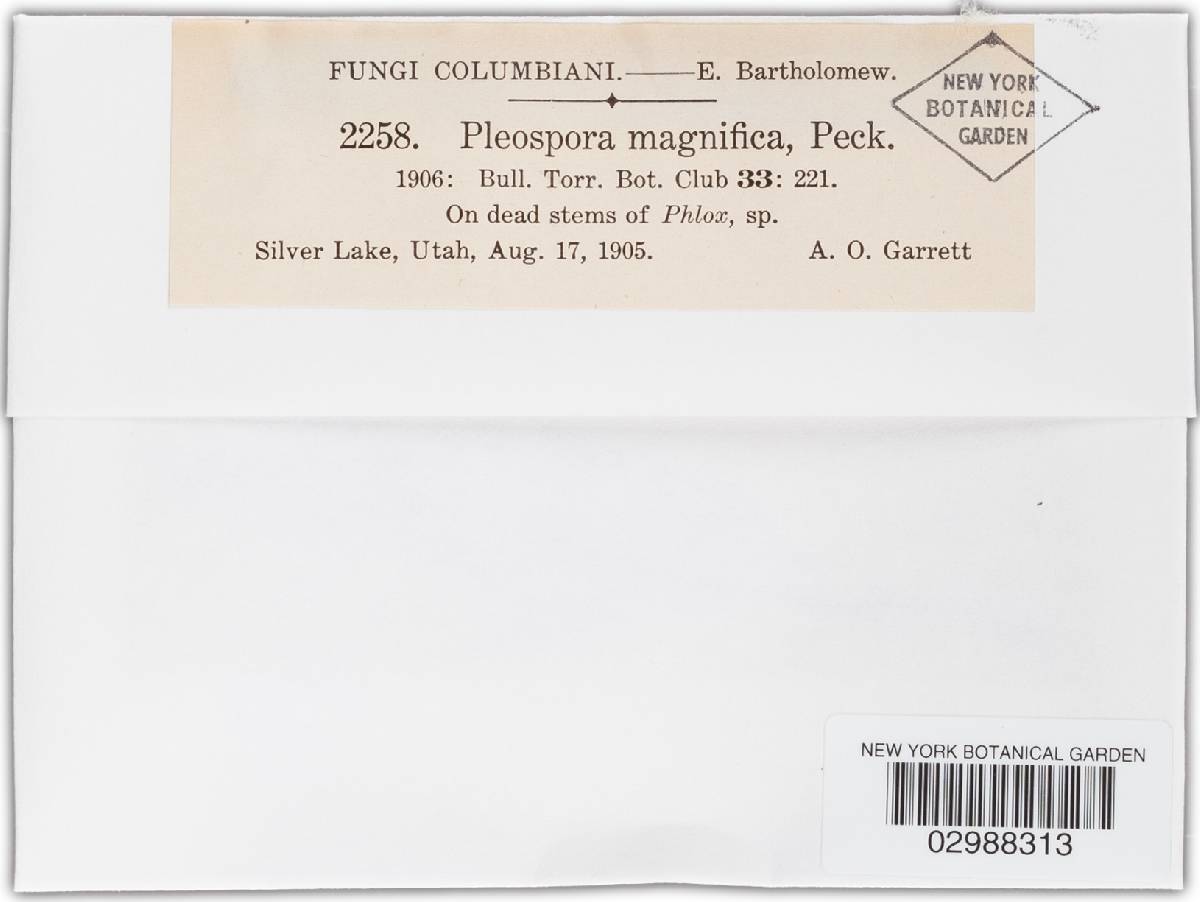 FUNGI COLUMBIANI.——E. Bartholomew.
2258. Pleospora magnifica, Peck.
1906: Bull. Torr. Bot. Club 33: 221.
On dead stems of Phlox, sp.
Silver Lake, Utah, Aug. 17, 1905. A. O. Garrett
NEW YORK
BOTANICAL
GARDEN
NEW YORK BOTANICAL GARDEN
02988313